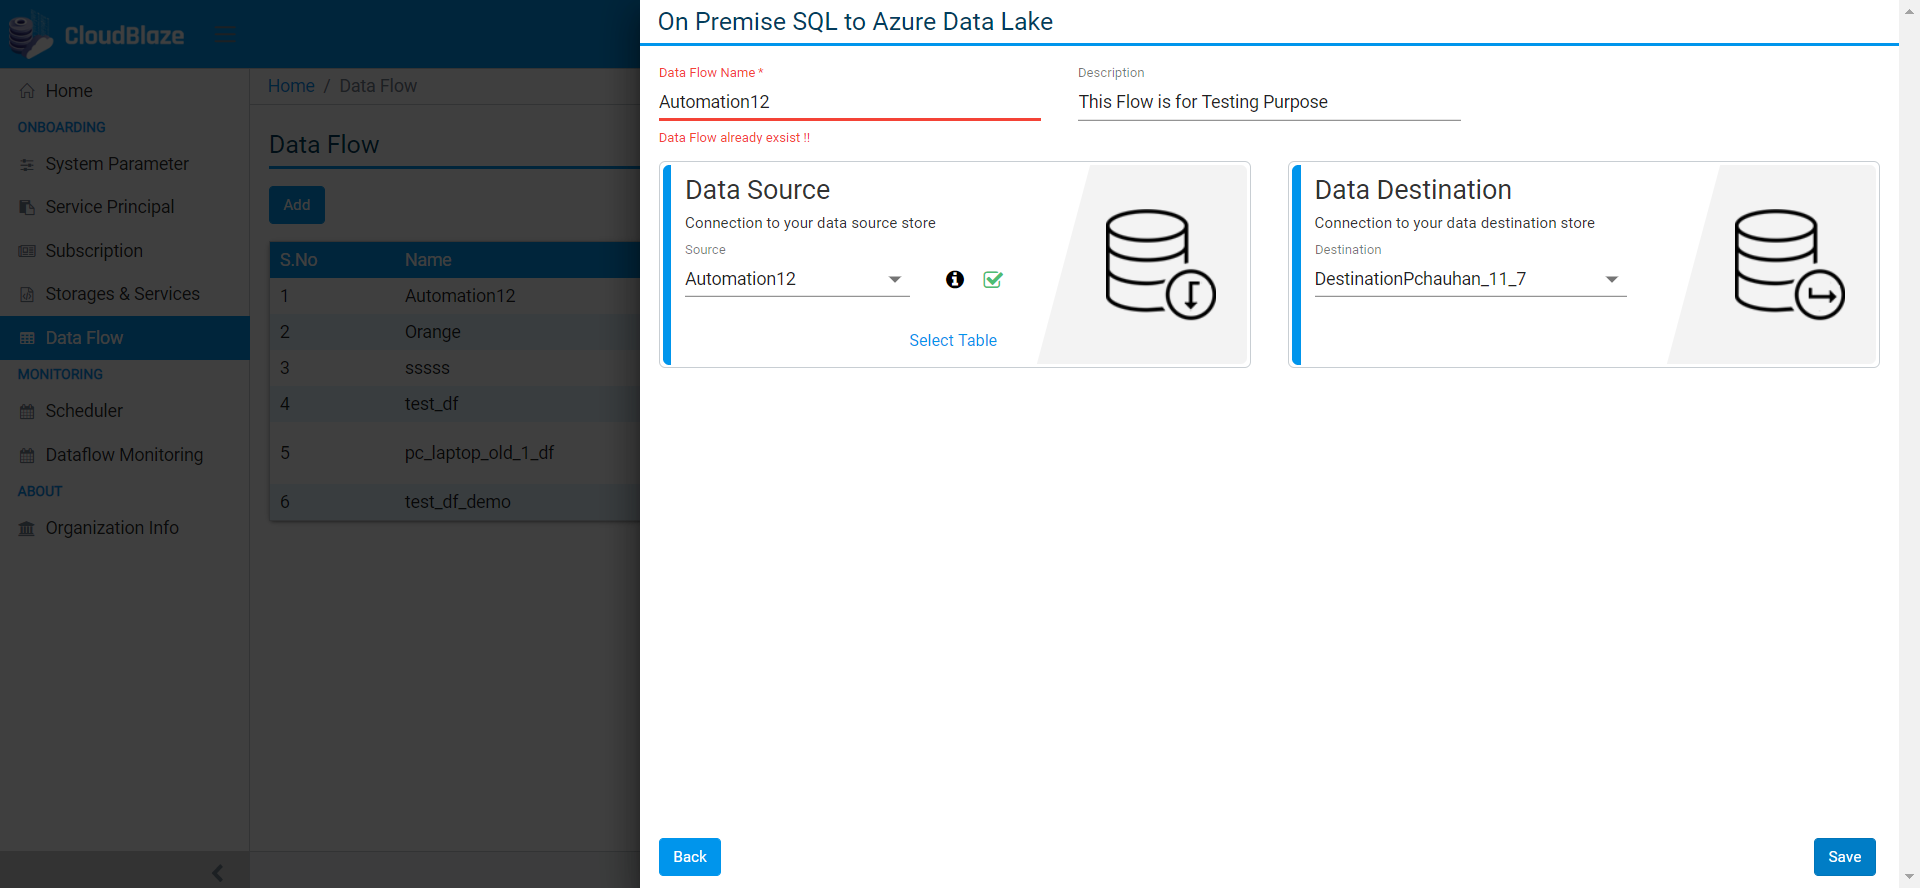 CloudBlaze
Home
ONBOARDING
System Parameter
Service Principal
Subscription
Storages & Services
Data Flow
MONITORING
Scheduler
Dataflow Monitoring
ABOUT
Organization Info
Home / Data Flow
Data Flow
Add
S.No Name
1 Automation12
2 Orange
3 sssss
4 test_df
5 pc_laptop_old_1_df
6 test_df_demo
On Premise SQL to Azure Data Lake
Data Flow Name * Description
Automation12 This Flow is for Testing Purpose
Data Flow already exsist !!
Data Source
Connection to your data source store
Source
Automation12
Select Table
Data Destination
Connection to your data destination store
Destination
DestinationPchauhan_11_7
Back Save